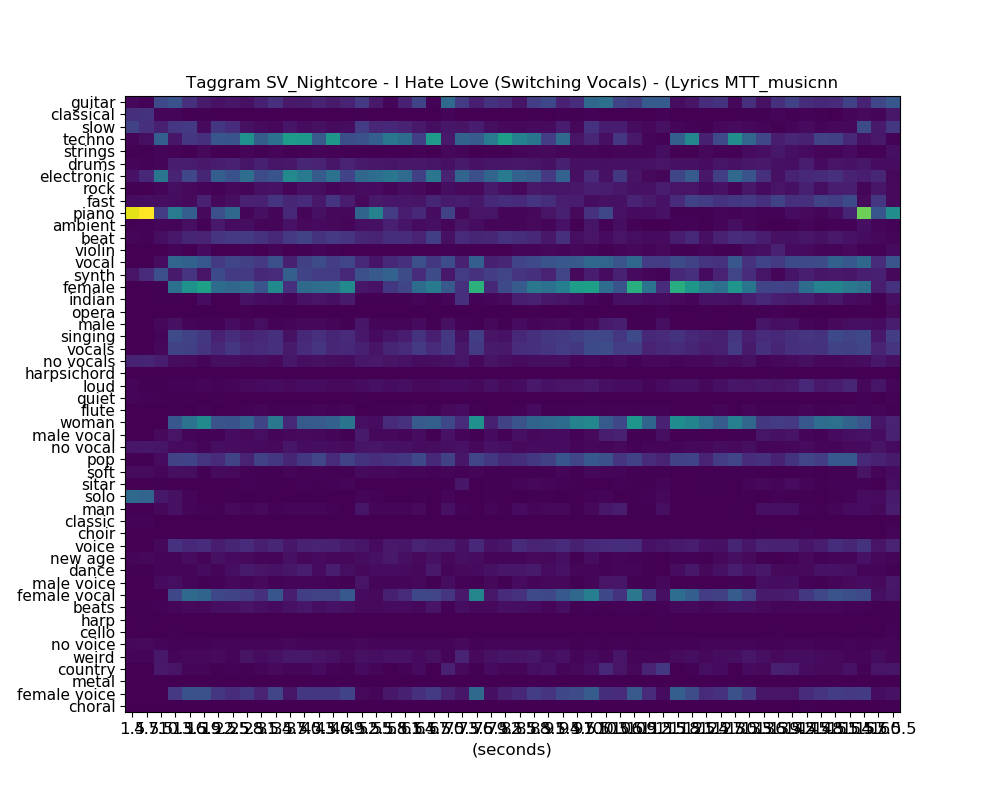 Taggram SV_Nightcore - I Hate Love (Switching Vocals) - (Lyrics MTT_musicnn
guitar
classical
slow
techno
strings
drums
electronic
rock
fast
piano
ambient
beat
violin
vocal
synth
female
indian
opera
male
singing
vocals
no vocals
harpsichord
loud
quiet
flute
woman
male vocal
no vocal
pop
soft
sitar
solo
man
classic
choir
voice
new age
dance
male voice
female vocal
beats
harp
cello
no voice
weird
country
metal
female voice
choral
(seconds)